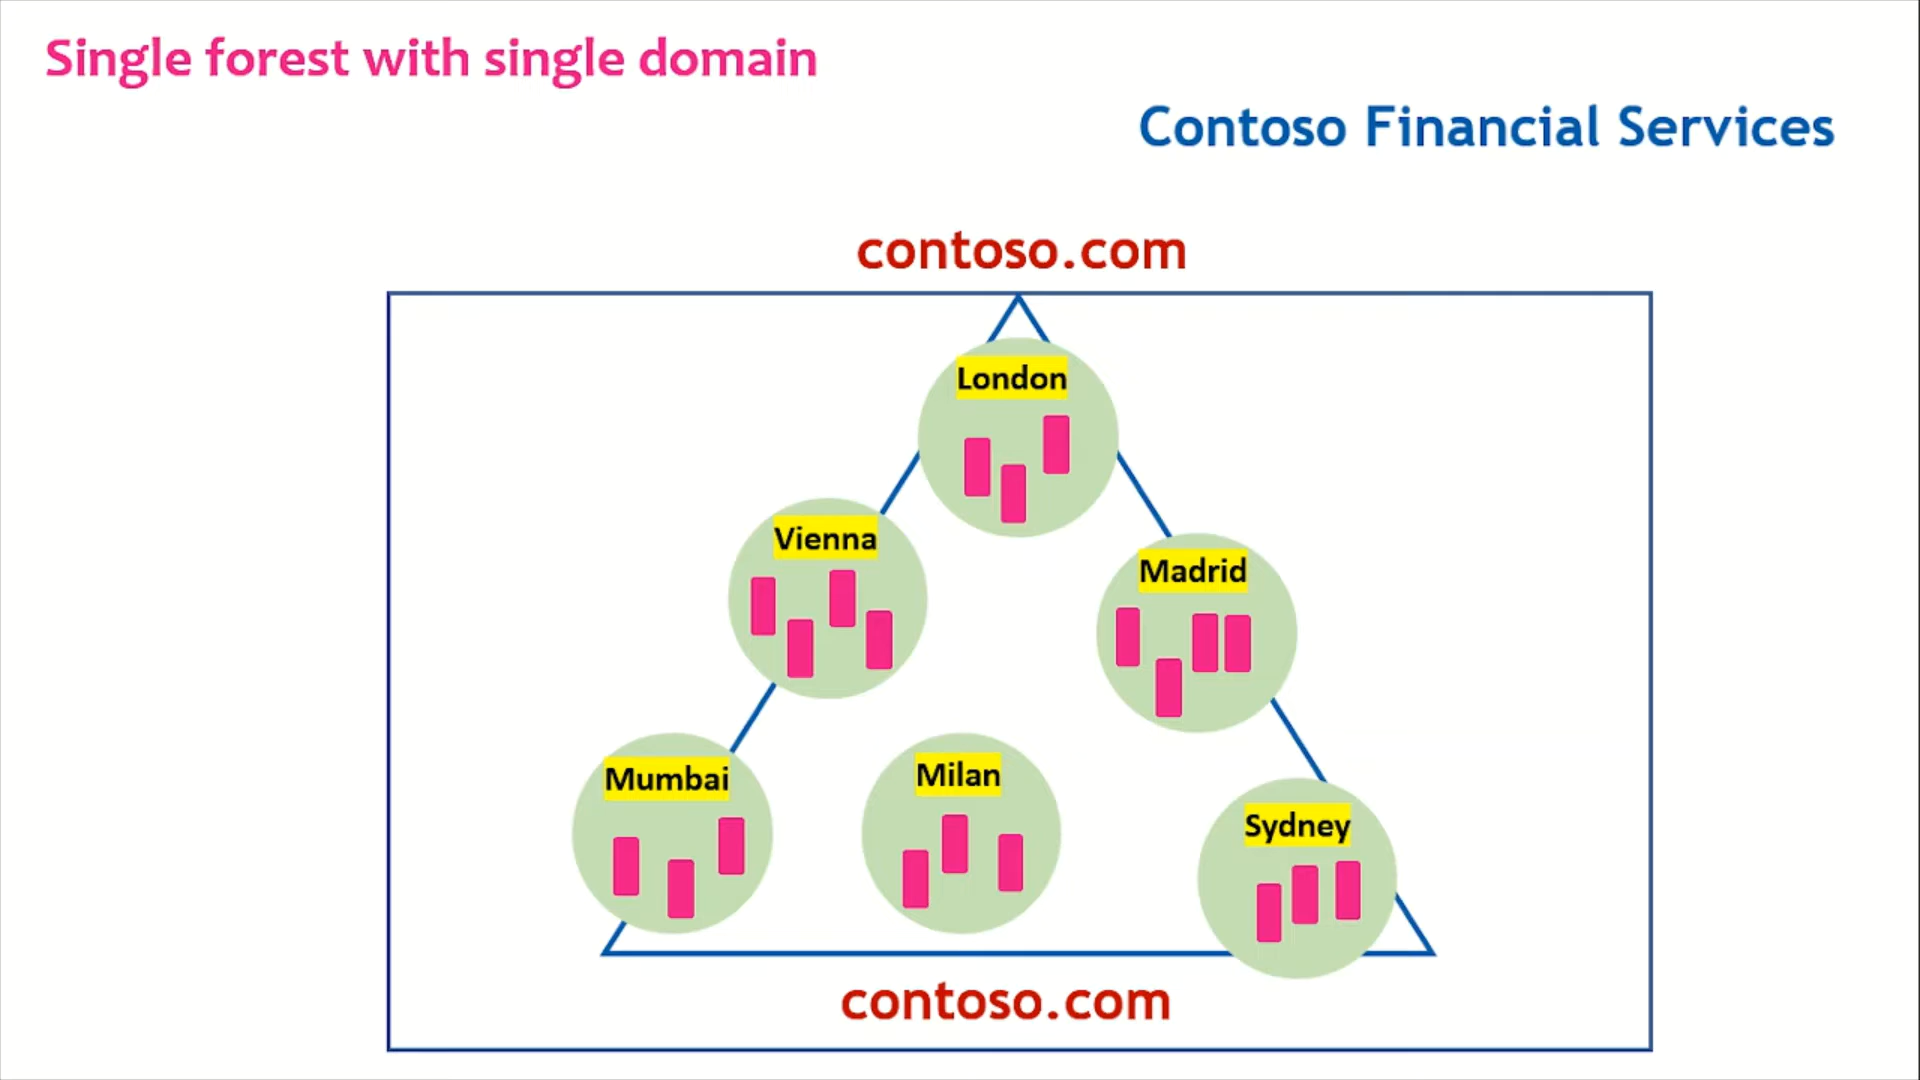 Single forest with single domain
Contoso Financial Services
contoso.com
London
Vienna
Madrid
Mumbai
Milan
Sydney
contoso.com